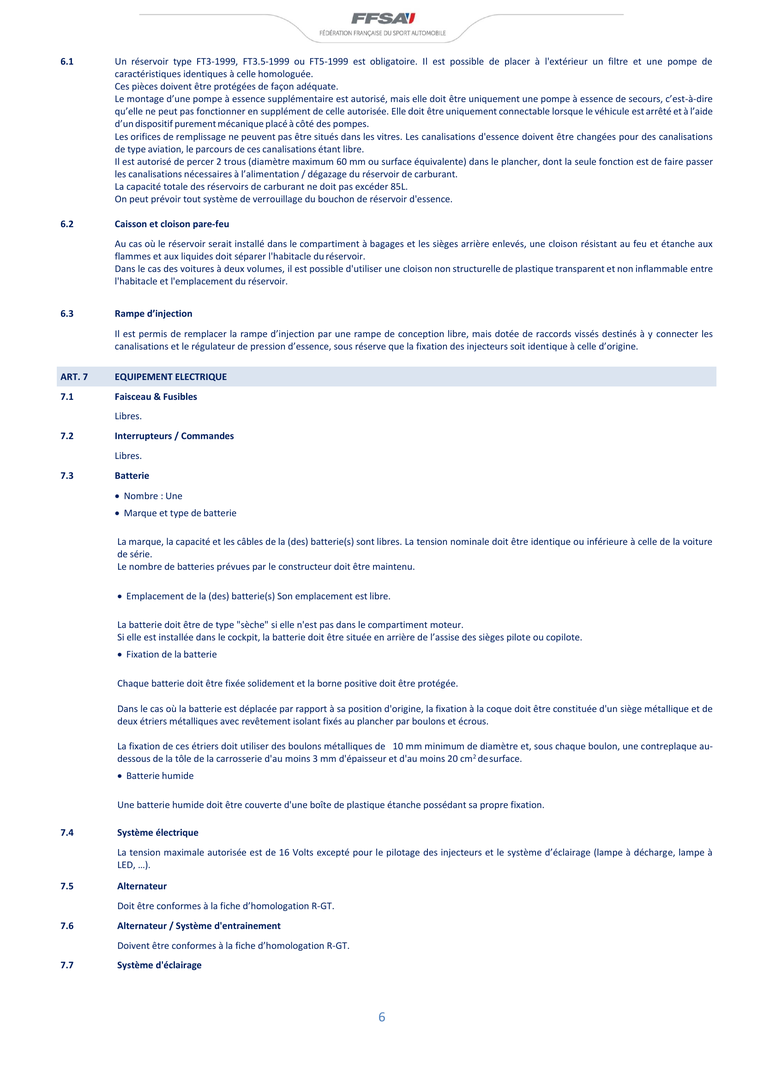 FFSA
FÉDÉRATION FRANÇAISE DU SPORT AUTOMOBILE
6.1 Un réservoir type FT3-1999, FT3.5-1999 ou FT5-1999 est obligatoire. Il est possible de placer à l'extérieur un filtre et une pompe de
caractéristiques identiques à celle homologuée.
Ces pièces doivent être protégées de façon adéquate.
Le montage d’une pompe à essence supplémentaire est autorisé, mais elle doit être uniquement une pompe à essence de secours, c’est-à-dire
qu’elle ne peut pas fonctionner en supplément de celle autorisée. Elle doit être uniquement connectable lorsque le véhicule est arrêté et à l’aide
d’un dispositif purement mécanique placé à côté des pompes.
Les orifices de remplissage ne peuvent pas être situés dans les vitres. Les canalisations d'essence doivent être changées pour des canalisations
de type aviation, le parcours de ces canalisations étant libre.
Il est autorisé de percer 2 trous (diamètre maximum 60 mm ou surface équivalente) dans le plancher, dont la seule fonction est de faire passer
les canalisations nécessaires à l’alimentation / dégazage du réservoir de carburant.
La capacité totale des réservoirs de carburant ne doit pas excéder 85L.
On peut prévoir tout système de verrouillage du bouchon de réservoir d'essence.
6.2 Caisson et cloison pare-feu
Au cas où le réservoir serait installé dans le compartiment à bagages et les sièges arrière enlevés, une cloison résistant au feu et étanche aux
flammes et aux liquides doit séparer l'habitacle du réservoir.
Dans le cas des voitures à deux volumes, il est possible d'utiliser une cloison non structurelle de plastique transparent et non inflammable entre
l'habitacle et l'emplacement du réservoir.
6.3 Rampe d’injection
Il est permis de remplacer la rampe d’injection par une rampe de conception libre, mais dotée de raccords vissés destinés à y connecter les
canalisations et le régulateur de pression d’essence, sous réserve que la fixation des injecteurs soit identique à celle d’origine.
ART. 7 EQUIPEMENT ELECTRIQUE
7.1 Faisceau & Fusibles
Libres.
7.2 Interrupteurs / Commandes
Libres.
7.3 Batterie
• Nombre : Une
• Marque et type de batterie
La marque, la capacité et les câbles de la (des) batterie(s) sont libres. La tension nominale doit être identique ou inférieure à celle de la voiture
de série.
Le nombre de batteries prévues par le constructeur doit être maintenu.
• Emplacement de la (des) batterie(s) Son emplacement est libre.
La batterie doit être de type "sèche" si elle n'est pas dans le compartiment moteur.
Si elle est installée dans le cockpit, la batterie doit être située en arrière de l’assise des sièges pilote ou copilote.
• Fixation de la batterie
Chaque batterie doit être fixée solidement et la borne positive doit être protégée.
Dans le cas où la batterie est déplacée par rapport à sa position d'origine, la fixation à la coque doit être constituée d'un siège métallique et de
deux étriers métalliques avec revêtement isolant fixés au plancher par boulons et écrous.
La fixation de ces étriers doit utiliser des boulons métalliques de 10 mm minimum de diamètre et, sous chaque boulon, une contreplaque au-
dessous de la tôle de la carrosserie d'au moins 3 mm d'épaisseur et d'au moins 20 cm² de surface.
• Batterie humide
Une batterie humide doit être couverte d'une boîte de plastique étanche possédant sa propre fixation.
7.4 Système électrique
La tension maximale autorisée est de 16 Volts excepté pour le pilotage des injecteurs et le système d’éclairage (lampe à décharge, lampe à
LED, …).
7.5 Alternateur
Doit être conformes à la fiche d’homologation R-GT.
7.6 Alternateur / Système d'entrainement
Doivent être conformes à la fiche d’homologation R-GT.
7.7 Système d'éclairage
6